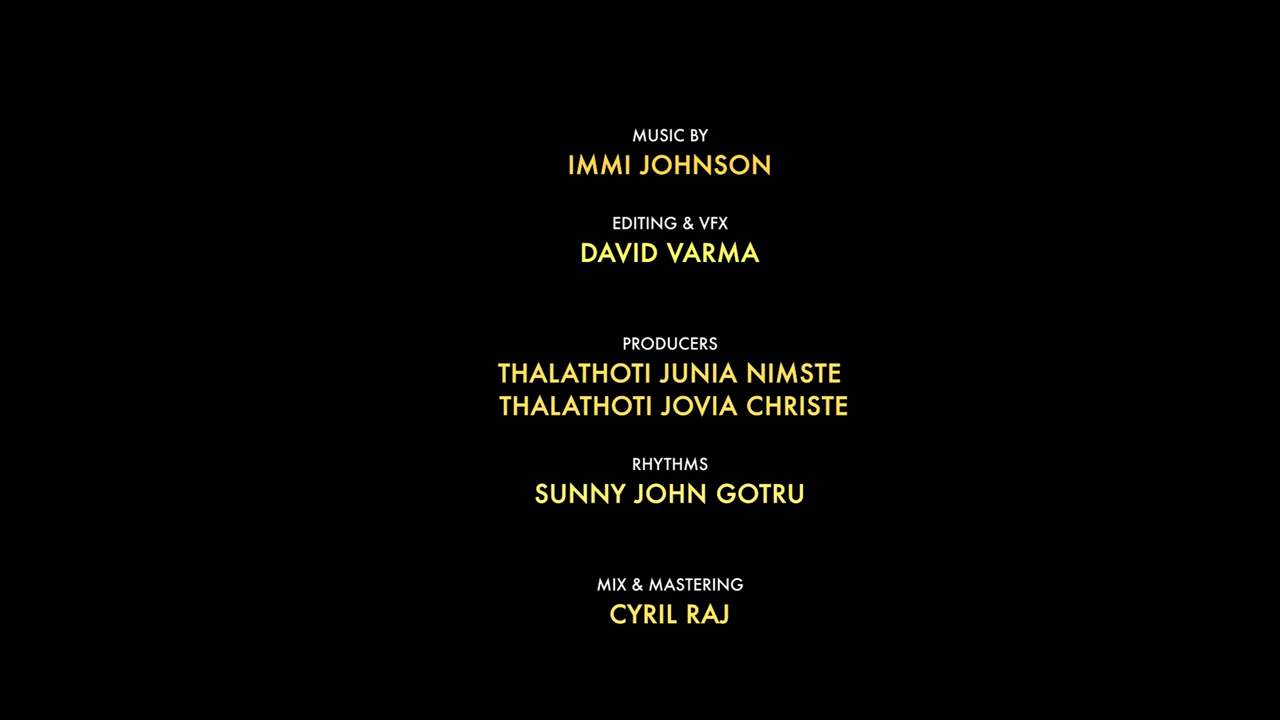 MUSIC BY
IMMI JOHNSON
EDITING & VFX
DAVID VARMA
PRODUCERS
THALATHOTI JUNIA NIMSTE
THALATHOTI JOVIA CHRISTE
RHYTHMS
SUNNY JOHN GOTRU
MIX & MASTERING
CYRIL RAJ